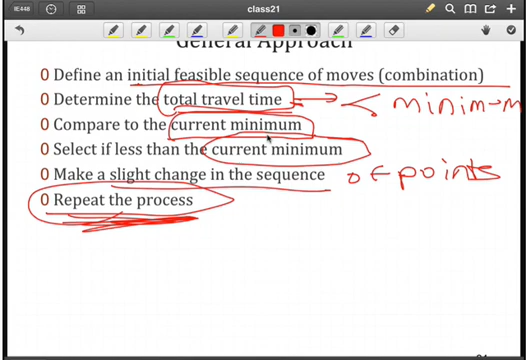 IE448
class21
General Approach
Define an initial feasible sequence of moves (combination)
Determine the total travel time < minimum
Compare to the current minimum
Select if less than the current minimum
Make a slight change in the sequence of points
Repeat the process